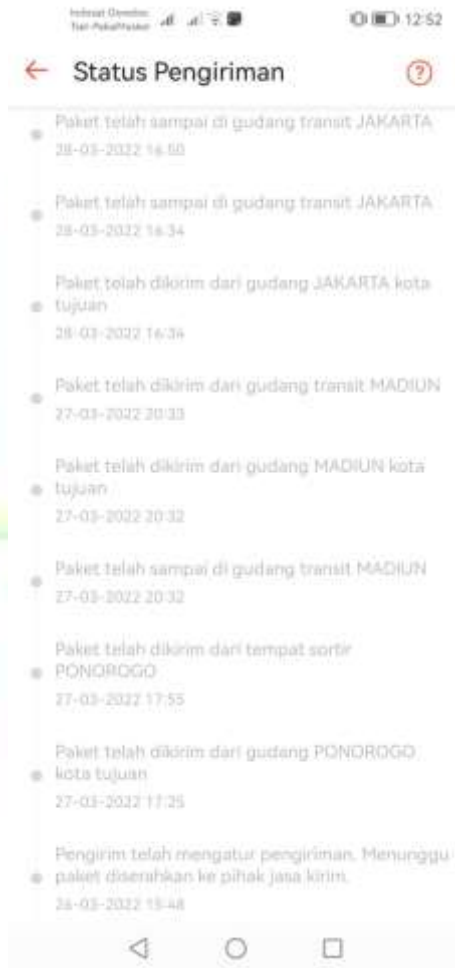 Indosat Ooredoo
12:52
Status Pengiriman
?
Paket telah sampai di gudang transit JAKARTA
28-03-2022 16:50
Paket telah sampai di gudang transit JAKARTA
28-03-2022 16:34
Paket telah dikirim dari gudang JAKARTA kota
tujuan
28-03-2022 16:34
Paket telah dikirim dari gudang transit MADIUN
27-03-2022 20:33
Paket telah dikirim dari gudang MADIUN kota
tujuan
27-03-2022 20:32
Paket telah sampai di gudang transit MADIUN
27-03-2022 20:32
Paket telah dikirim dari tempat sortir
PONOROGO
27-03-2022 17:55
Paket telah dikirim dari gudang PONOROGO
kota tujuan
27-03-2022 17:25
Pengirim telah mengatur pengiriman. Menunggu
paket diserahkan ke pihak jasa kirim.
26-03-2022 15:48